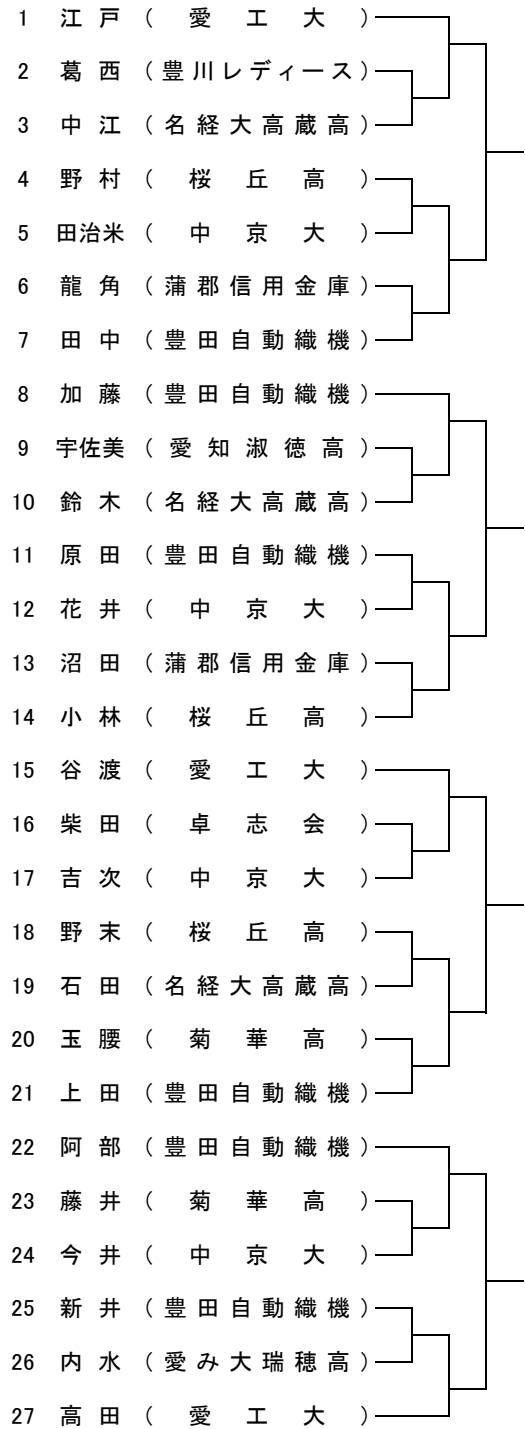 1 江戸 (愛工大)
2 葛西 (豊川レディース)
3 中江 (名経大高蔵高)
4 野村 (桜丘高)
5 田治米 (中京大)
6 龍角 (蒲郡信用金庫)
7 田中 (豊田自動織機)
8 加藤 (豊田自動織機)
9 宇佐美 (愛知淑徳高)
10 鈴木 (名経大高蔵高)
11 原田 (豊田自動織機)
12 花井 (中京大)
13 沼田 (蒲郡信用金庫)
14 小林 (桜丘高)
15 谷渡 (愛工大)
16 柴田 (卓志会)
17 吉次 (中京大)
18 野末 (桜丘高)
19 石田 (名経大高蔵高)
20 玉腰 (菊華高)
21 上田 (豊田自動織機)
22 阿部 (豊田自動織機)
23 藤井 (菊華高)
24 今井 (中京大)
25 新井 (豊田自動織機)
26 内水 (愛み大瑞穂高)
27 高田 (愛工大)